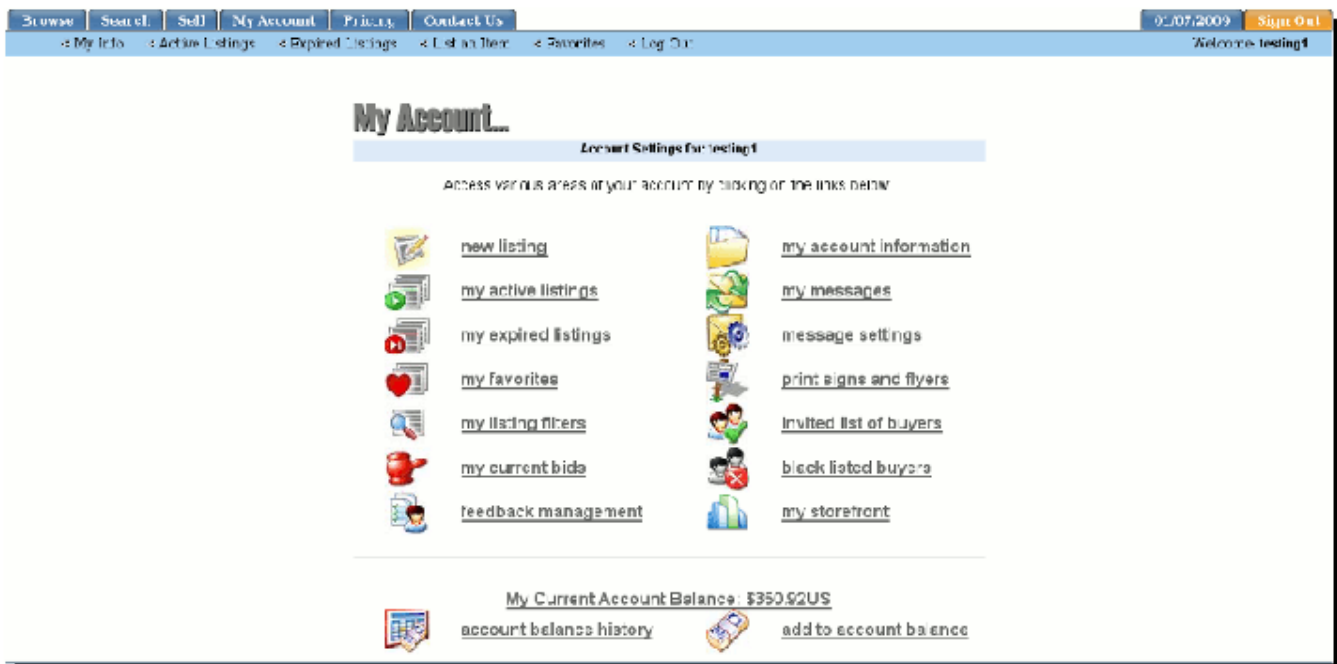 Browse Search Sell My Account Pricing Contact Us 01/07/2009 Sign Out
< My Info < Active Listings < Expired Listings < List an Item < Favorites < Log Out Welcome testing1
My Account...
Account Settings for testing1
Access various areas of your account by clicking on the links below
new listing my account information
my active listings my messages
my expired listings message settings
my favorites print signs and flyers
my listing filters invited list of buyers
my current bids black listed buyers
feedback management my storefront
My Current Account Balance: $350.92US
account balance history add to account balance